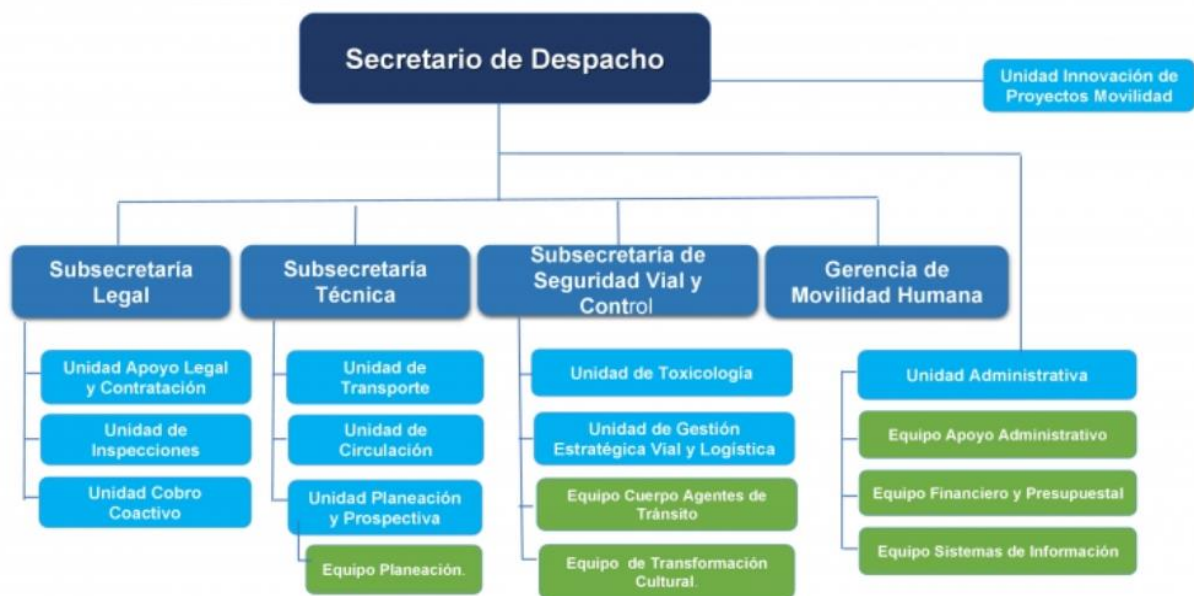 Secretario de Despacho
Unidad Innovación de
Proyectos Movilidad
Subsecretaría
Legal
Subsecretaría
Técnica
Subsecretaría de
Seguridad Vial y
Control
Gerencia de
Movilidad Humana
Unidad Apoyo Legal
y Contratación
Unidad de
Inspecciones
Unidad Cobro
Coactivo
Unidad de
Transporte
Unidad de
Circulación
Unidad Planeación
y Prospectiva
Equipo Planeación.
Unidad de Toxicología
Unidad de Gestión
Estratégica Vial y Logística
Equipo Cuerpo Agentes de
Tránsito
Equipo de Transformación
Cultural.
Unidad Administrativa
Equipo Apoyo Administrativo
Equipo Financiero y Presupuestal
Equipo Sistemas de Información